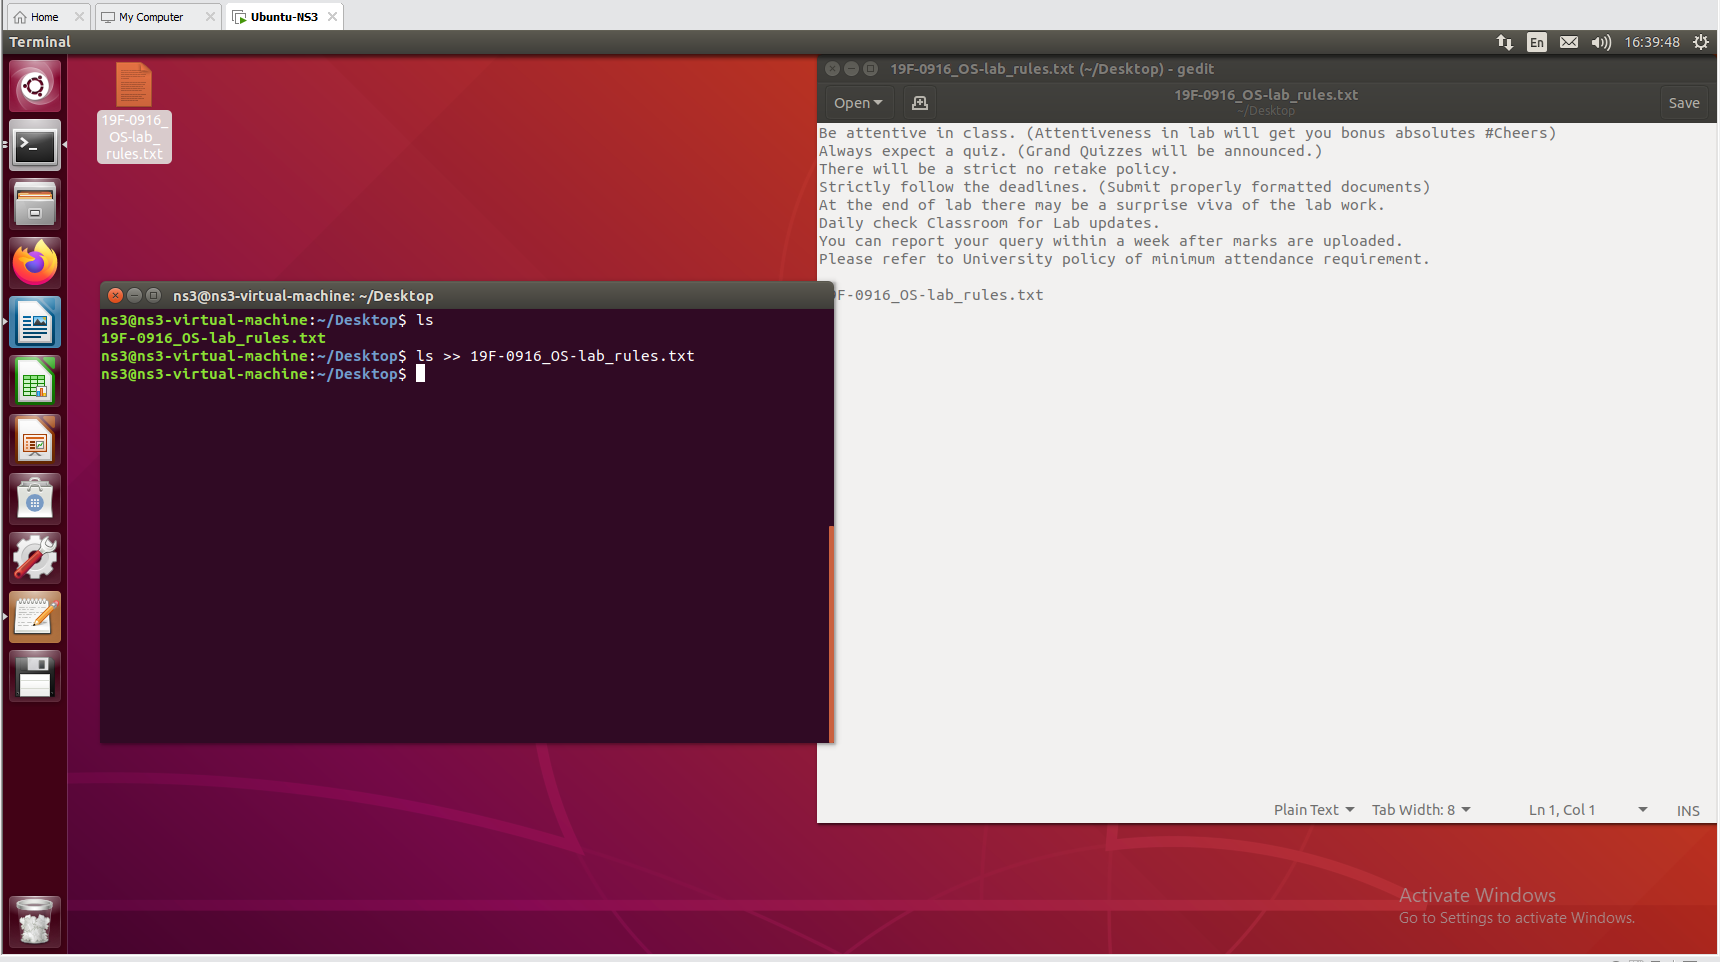 Home
My Computer
Ubuntu-NS3
Terminal
En
16:39:48
19F-0916_
OS-lab_
rules.txt
19F-0916_OS-lab_rules.txt (~/Desktop) - gedit
Open
19F-0916_OS-lab_rules.txt
~/Desktop
Save
Be attentive in class. (Attentiveness in lab will get you bonus absolutes #Cheers)
Always expect a quiz. (Grand Quizzes will be announced.)
There will be a strict no retake policy.
Strictly follow the deadlines. (Submit properly formatted documents)
At the end of lab there may be a surprise viva of the lab work.
Daily check Classroom for Lab updates.
You can report your query within a week after marks are uploaded.
Please refer to University policy of minimum attendance requirement.
9F-0916_OS-lab_rules.txt
ns3@ns3-virtual-machine: ~/Desktop
ns3@ns3-virtual-machine:~/Desktop$ ls
19F-0916_OS-lab_rules.txt
ns3@ns3-virtual-machine:~/Desktop$ ls >> 19F-0916_OS-lab_rules.txt
ns3@ns3-virtual-machine:~/Desktop$
Plain Text
Tab Width: 8
Ln 1, Col 1
INS
Activate Windows
Go to Settings to activate Windows.